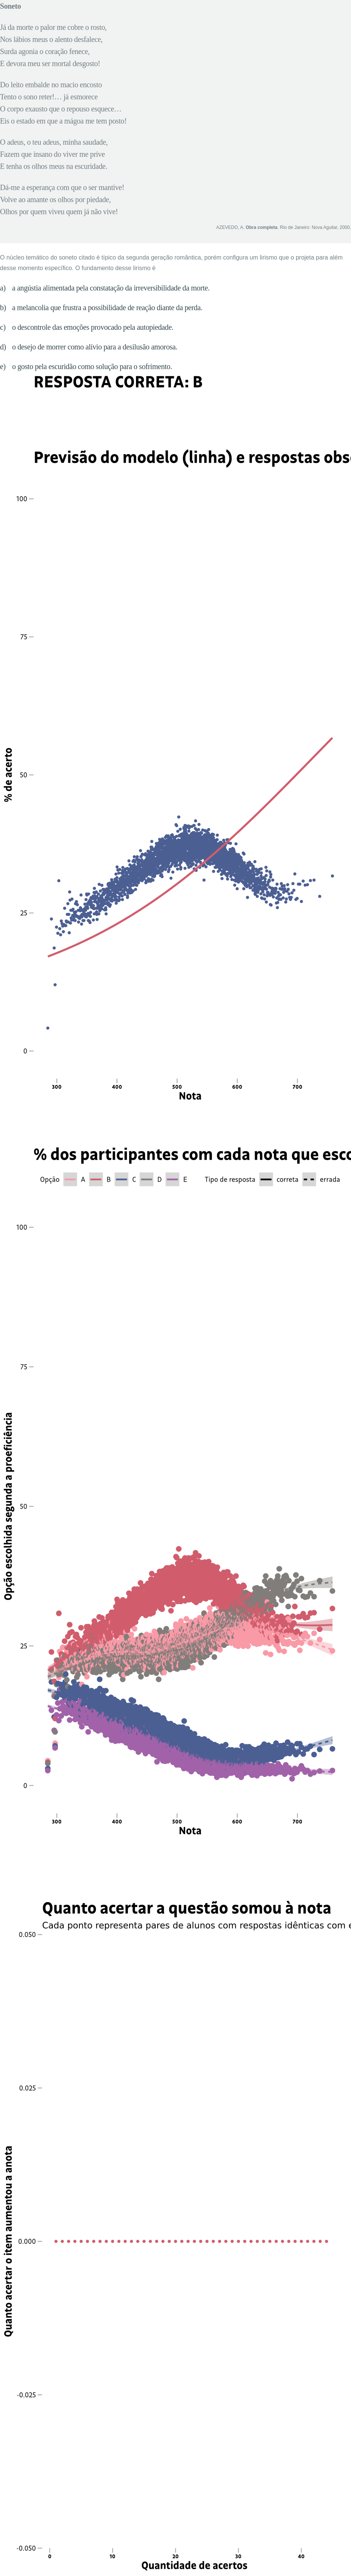 Soneto
Já da morte o palor me cobre o rosto,
Nos lábios meus o alento desfalece,
Surda agonia o coração fenece,
E devora meu ser mortal desgosto!
Do leito embalde no macio encosto
Tento o sono reter!… já esmorece
O corpo exausto que o repouso esquece…
Eis o estado em que a mágoa me tem posto!
O adeus, o teu adeus, minha saudade,
Fazem que insano do viver me prive
E tenha os olhos meus na escuridade.
Dá-me a esperança com que o ser mantive!
Volve ao amante os olhos por piedade,
Olhos por quem viveu quem já não vive!
AZEVEDO, A. Obra completa. Rio de Janeiro: Nova Aguilar, 2000.
O núcleo temático do soneto citado é típico da segunda geração romântica, porém configura um lirismo que o projeta para além
desse momento específico. O fundamento desse lirismo é
a) a angústia alimentada pela constatação da irreversibilidade da morte.
b) a melancolia que frustra a possibilidade de reação diante da perda.
c) o descontrole das emoções provocado pela autopiedade.
d) o desejo de morrer como alívio para a desilusão amorosa.
e) o gosto pela escuridão como solução para o sofrimento.
RESPOSTA CORRETA: B
Previsão do modelo (linha) e respostas obs
100
75
50
25
0
% de acerto
300 400 500 600 700
Nota
% dos participantes com cada nota que esco
Opção A B C D E Tipo de resposta correta errada
100
75
50
25
0
Opção escolhida segunda a proeficiência
300 400 500 600 700
Nota
Quanto acertar a questão somou à nota
Cada ponto representa pares de alunos com respostas idênticas com e
0.050
0.025
0.000
-0.025
-0.050
Quanto acertar o item aumentou a anota
0 10 20 30 40
Quantidade de acertos